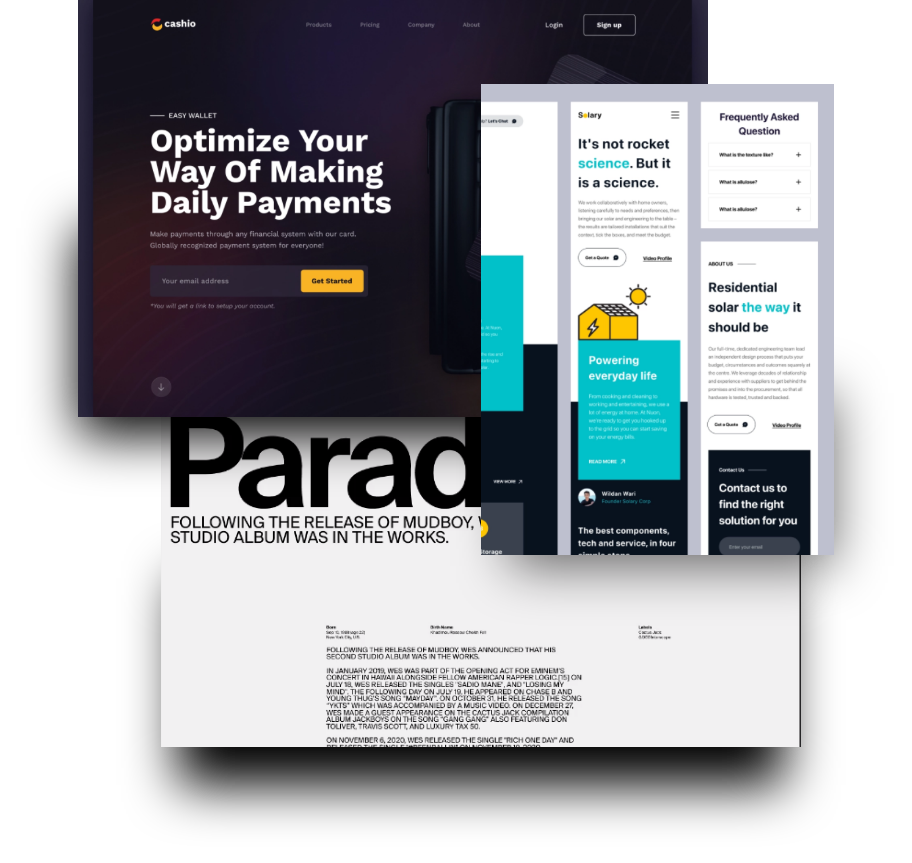 cashio
Products
Pricing
Company
About
Login
Sign up
EASY WALLET
Optimize Your
Way Of Making
Daily Payments
Make payments through any financial system with our card.
Globally recognized payment system for everyone!
Your email address
Get Started
*You will get a link to setup your account.
Let's Chat
VIEW MORE
Storage
Solary
It's not rocket
science. But it
is a science.
We work collaboratively with home owners,
listening carefully to needs and preferences, then
bringing our solar and engineering to the table –
the results are tailored installations that suit the
context, tick the boxes, and meet the budget.
Get a Quote
Video Profile
Powering
everyday life
From cooking and cleaning to
working and entertaining, we use a
lot of energy at home. At
we're ready to get you hooked up
to the grid so you can start saving
on your energy bills.
READ MORE
Wildan Wari
Founder Solary Corp
The best components,
tech and service, in four
simple steps
Frequently Asked
Question
What is the texture like?
What is allulose?
What is allulose?
ABOUT US
Residential
solar the way it
should be
Our full-time, dedicated engineering team lead
an independent design process that puts your
budget, circumstances and outcomes squarely at
the centre. We leverage decades of relationship
and experience with suppliers to get behind the
premises and into the procurement, so that all
hardware is tested, trusted and backed.
Get a Quote
Video Profile
Contact Us
Contact us to
find the right
solution for you
Enter your email
Parad
FOLLOWING THE RELEASE OF MUDBOY,
STUDIO ALBUM WAS IN THE WORKS.
Born
New York City, US
Birth Name
Labels
Cactus Jack
FOLLOWING THE RELEASE OF MUDBOY, WES ANNOUNCED THAT HIS
SECOND STUDIO ALBUM WAS IN THE WORKS.
IN JANUARY 2019, WES WAS PART OF THE OPENING ACT FOR EMINEM'S
CONCERT IN HAWAII ALONGSIDE FELLOW AMERICAN RAPPER LOGIC.[15] ON
JULY 18, WES RELEASED THE SINGLES "SADIO MANE", AND "LOSING MY
MIND". THE FOLLOWING DAY ON JULY 19, HE APPEARED ON CHASE B AND
YOUNG THUG'S SONG "MAYDAY". ON OCTOBER 31, HE RELEASED THE SONG
"YKTS" WHICH WAS ACCOMPANIED BY A MUSIC VIDEO. ON DECEMBER 27,
WES MADE A GUEST APPEARANCE ON THE CACTUS JACK COMPILATION
ALBUM JACKBOYS ON THE SONG "GANG GANG" ALSO FEATURING DON
TOLIVER, TRAVIS SCOTT, AND LUXURY TAX 50.
ON NOVEMBER 6, 2020, WES RELEASED THE SINGLE "RICH ONE DAY" AND